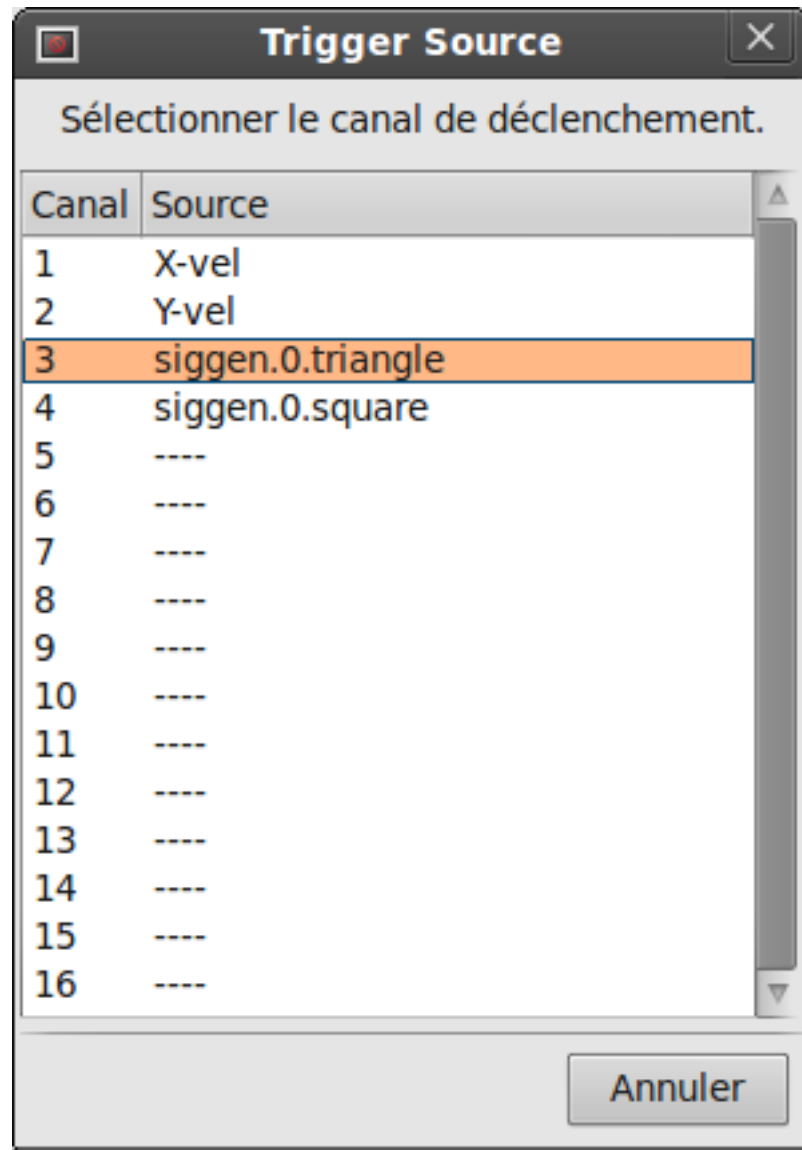 Trigger Source
Sélectionner le canal de déclenchement.
Canal Source
1 X-vel
2 Y-vel
3 siggen.0.triangle
4 siggen.0.square
5 ----
6 ----
7 ----
8 ----
9 ----
10 ----
11 ----
12 ----
13 ----
14 ----
15 ----
16 ----
Annuler